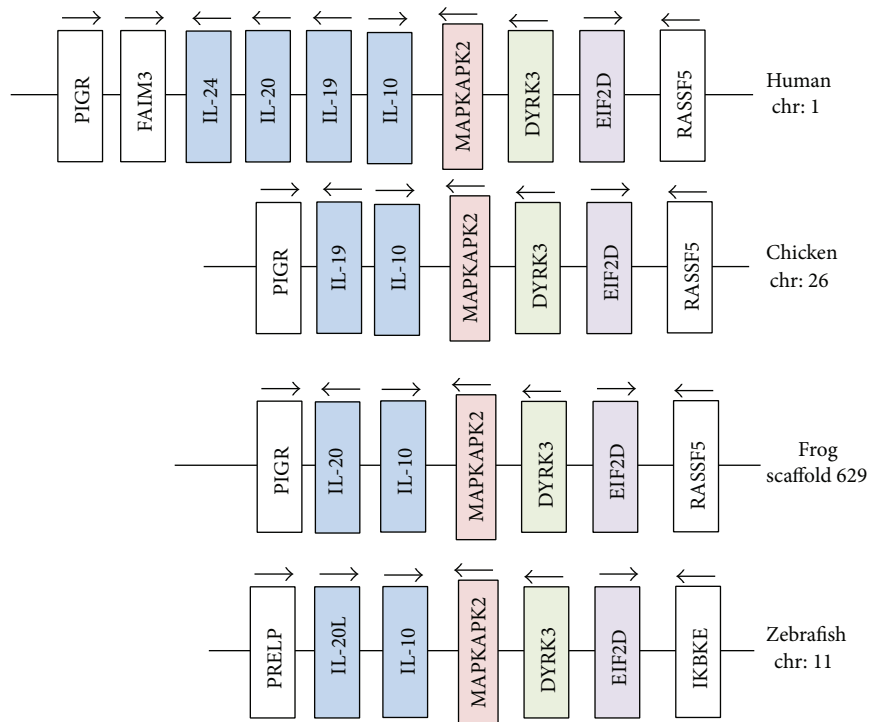 PIGR
FAIM3
IL-24
IL-20
IL-19
IL-10
MAPKAPK2
DYRK3
EIF2D
RASSF5
Human
chr: 1
PIGR
IL-19
IL-10
MAPKAPK2
DYRK3
EIF2D
RASSF5
Chicken
chr: 26
PIGR
IL-20
IL-10
MAPKAPK2
DYRK3
EIF2D
RASSF5
Frog
scaffold 629
PRELP
IL-20L
IL-10
MAPKAPK2
DYRK3
EIF2D
IKBKE
Zebrafish
chr: 11